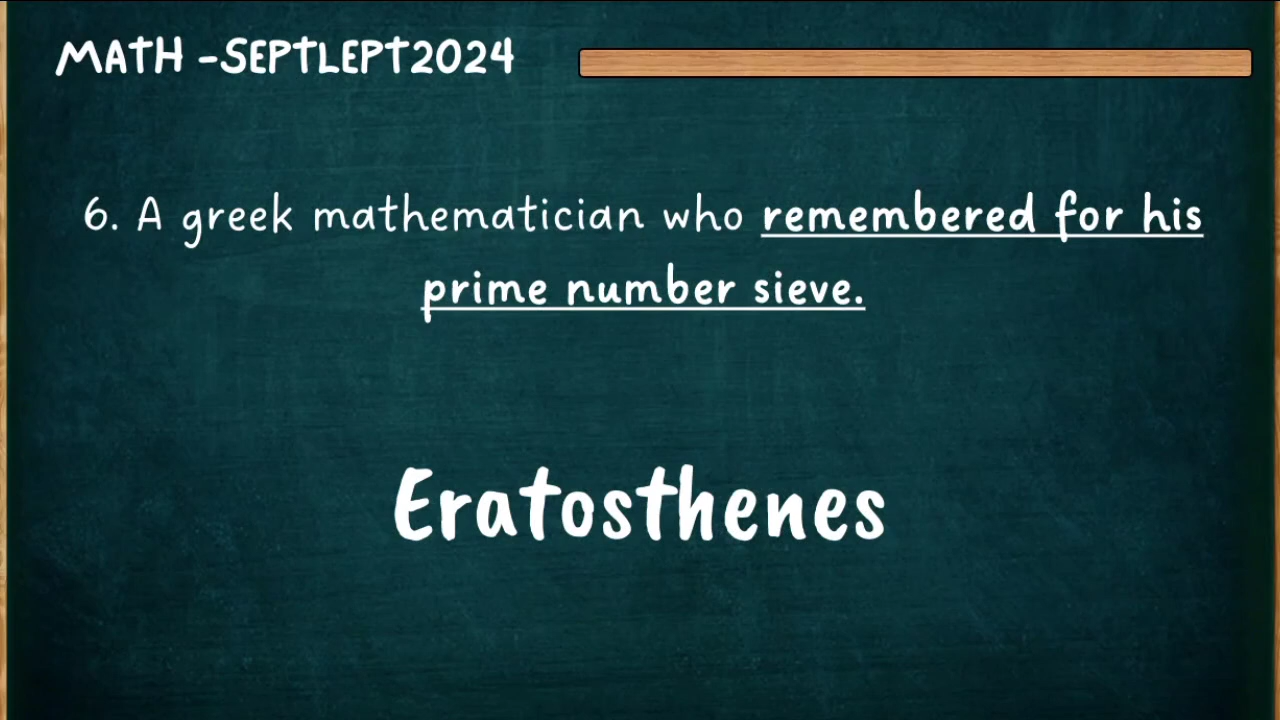 MATH -SEPTLEPT2024
6. A greek mathematician who remembered for his
prime number sieve.
Eratosthenes